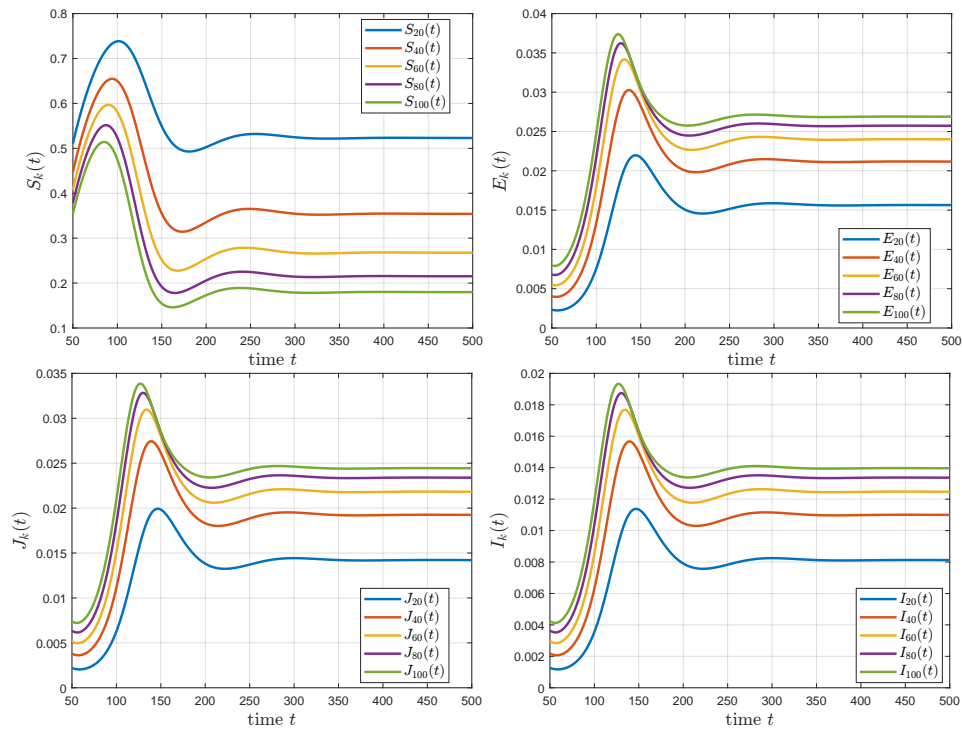 0.8
0.7
0.6
0.5
0.4
0.3
0.2
0.1
S_k(t)
50 100 150 200 250 300 350 400 450 500
time t
S_20(t)
S_40(t)
S_60(t)
S_80(t)
S_100(t)
0.04
0.035
0.03
0.025
0.02
0.015
0.01
0.005
0
E_k(t)
50 100 150 200 250 300 350 400 450 500
time t
E_20(t)
E_40(t)
E_60(t)
E_80(t)
E_100(t)
0.035
0.03
0.025
0.02
0.015
0.01
0.005
0
J_k(t)
50 100 150 200 250 300 350 400 450 500
time t
J_20(t)
J_40(t)
J_60(t)
J_80(t)
J_100(t)
0.02
0.018
0.016
0.014
0.012
0.01
0.008
0.006
0.004
0.002
0
I_k(t)
50 100 150 200 250 300 350 400 450 500
time t
I_20(t)
I_40(t)
I_60(t)
I_80(t)
I_100(t)